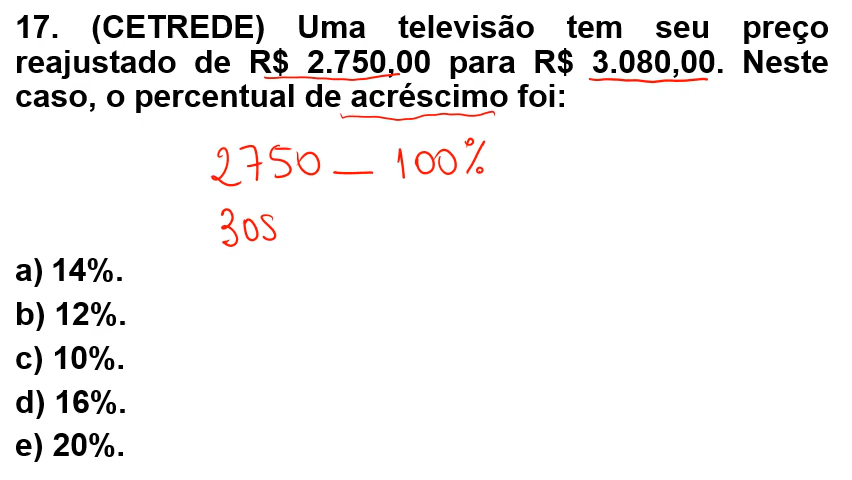 17. (CETREDE) Uma televisão tem seu preço
reajustado de R$ 2.750,00 para R$ 3.080,00. Neste
caso, o percentual de acréscimo foi:
2750 — 100%
305
a) 14%.
b) 12%.
c) 10%.
d) 16%.
e) 20%.